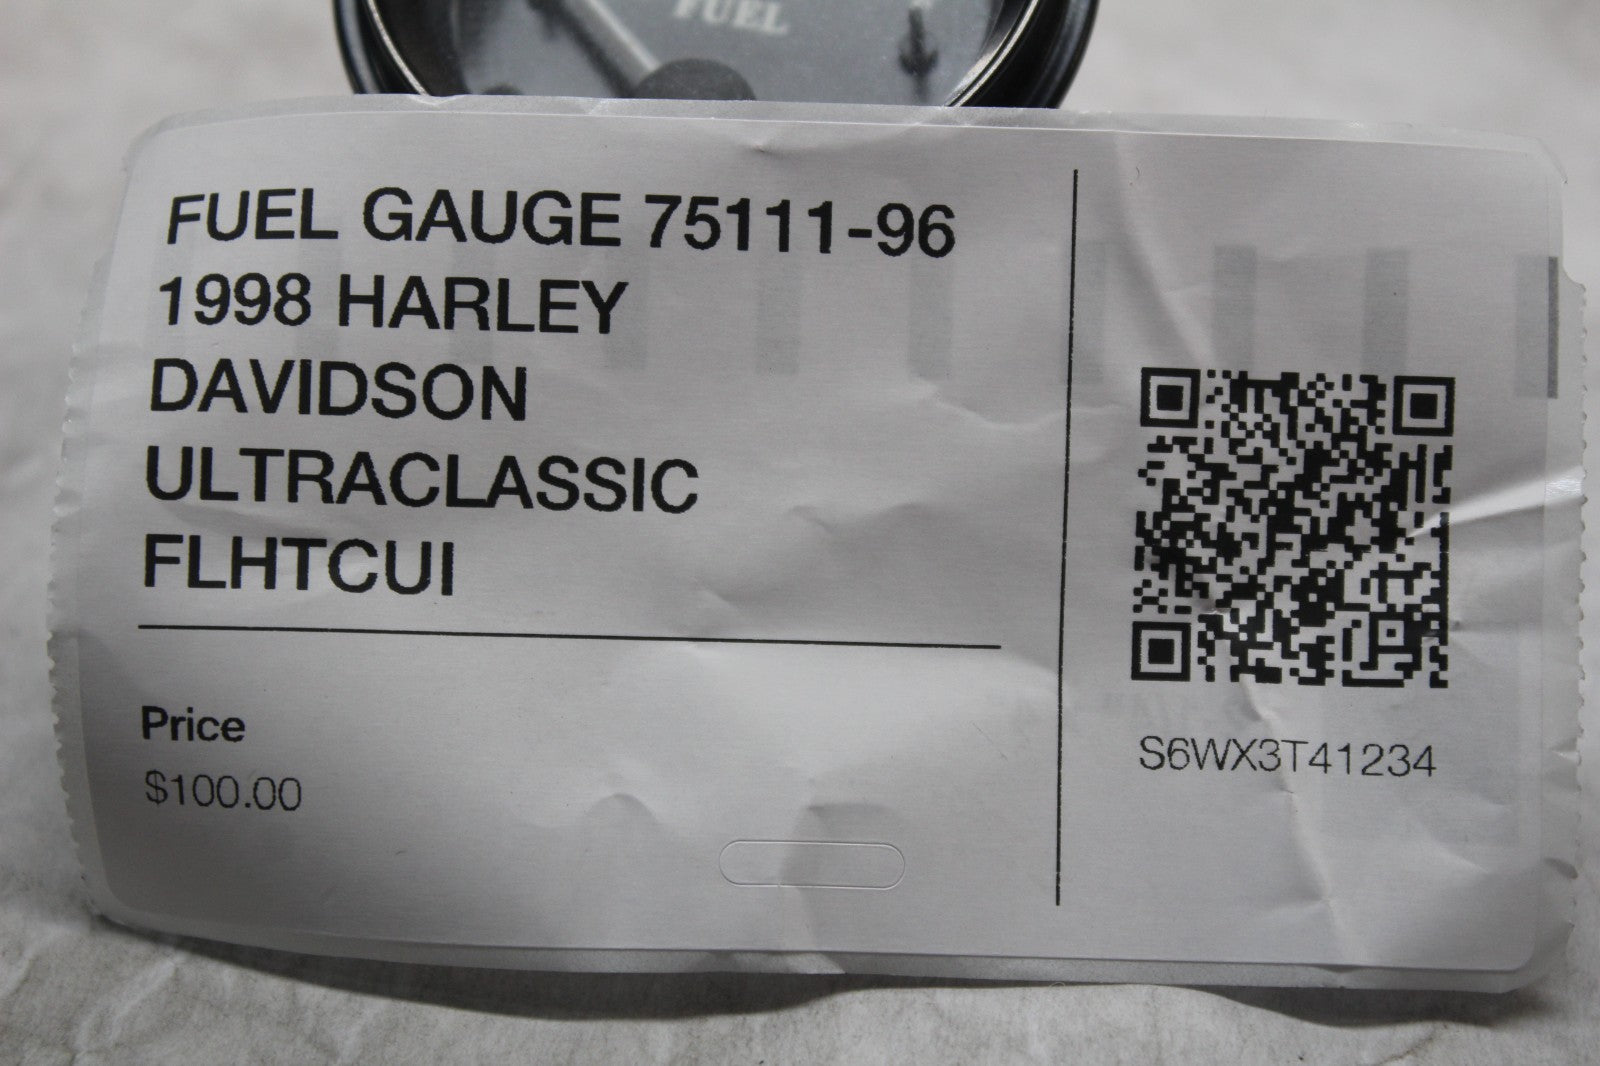 FUEL
FUEL GAUGE 75111-96
1998 HARLEY
DAVIDSON
ULTRACLASSIC
FLHTCUI
Price
$100.00
S6WX3T41234